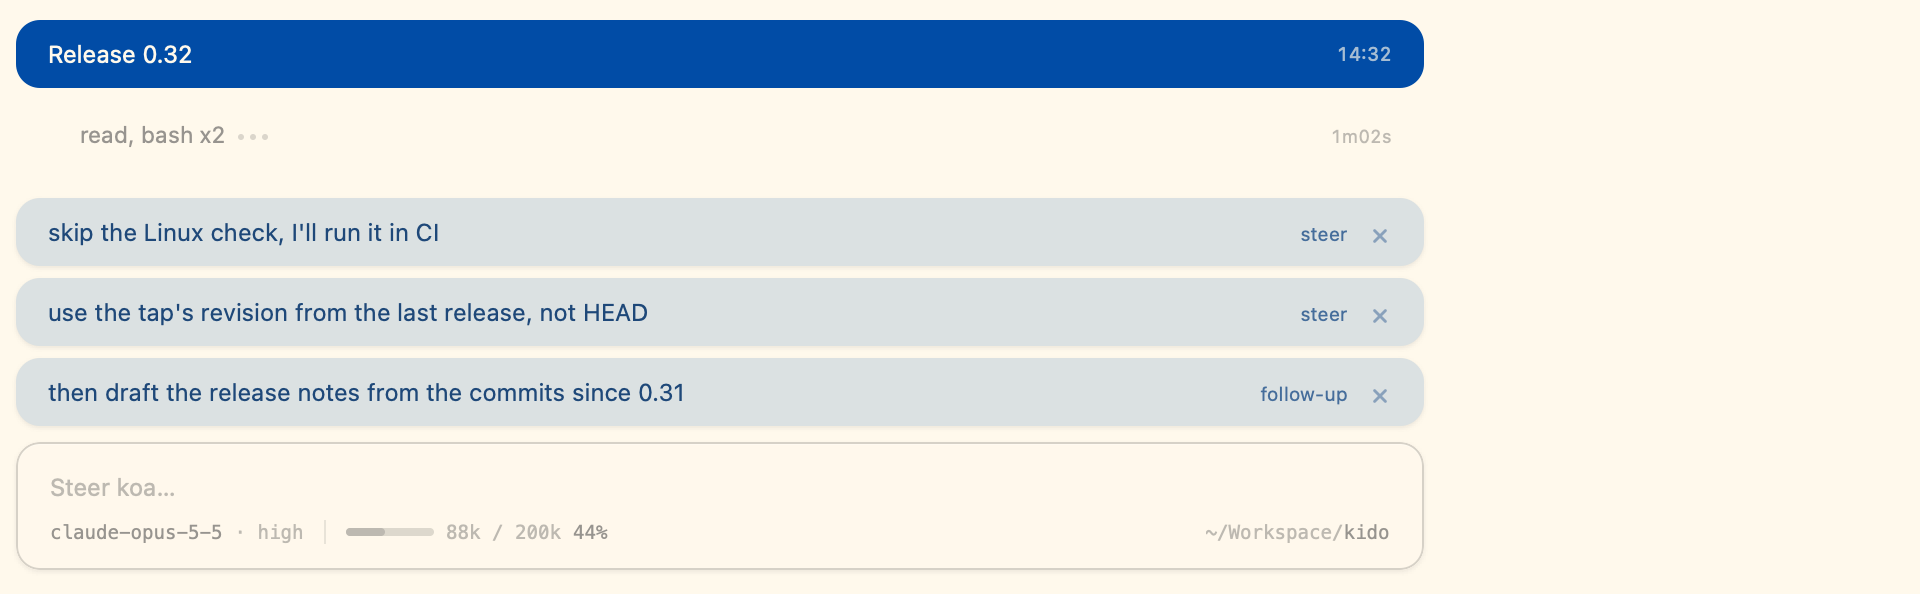 Release 0.32 14:32
read, bash x2 ••• 1m02s
skip the Linux check, I'll run it in CI steer ×
use the tap's revision from the last release, not HEAD steer ×
then draft the release notes from the commits since 0.31 follow-up ×
Steer koa...
claude-opus-5-5 · high 88k / 200k 44% ~/Workspace/kido